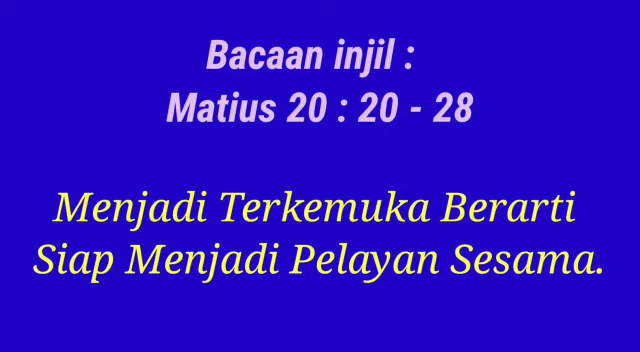 Bacaan injil :
Matius 20 : 20 - 28
Menjadi Terkemuka Berarti
Siap Menjadi Pelayan Sesama.